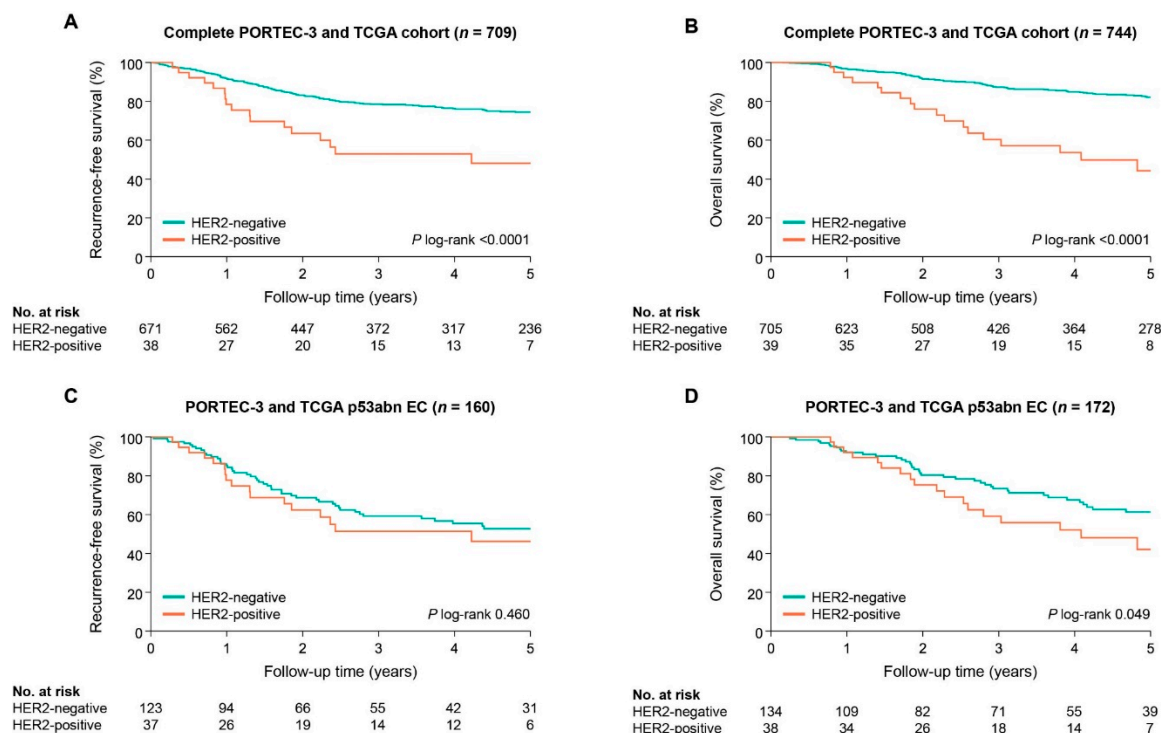 A
Complete PORTEC-3 and TCGA cohort (n = 709)
Recurrence-free survival (%)
100
80
60
40
20
0
HER2-negative
HER2-positive
P log-rank <0.0001
0 1 2 3 4 5
Follow-up time (years)
No. at risk
HER2-negative 671 562 447 372 317 236
HER2-positive 38 27 20 15 13 7
B
Complete PORTEC-3 and TCGA cohort (n = 744)
Overall survival (%)
100
80
60
40
20
0
HER2-negative
HER2-positive
P log-rank <0.0001
0 1 2 3 4 5
Follow-up time (years)
No. at risk
HER2-negative 705 623 508 426 364 278
HER2-positive 39 35 27 19 15 8
C
PORTEC-3 and TCGA p53abn EC (n = 160)
Recurrence-free survival (%)
100
80
60
40
20
0
HER2-negative
HER2-positive
P log-rank 0.460
0 1 2 3 4 5
Follow-up time (years)
No. at risk
HER2-negative 123 94 66 55 42 31
HER2-positive 37 26 19 14 12 6
D
PORTEC-3 and TCGA p53abn EC (n = 172)
Overall survival (%)
100
80
60
40
20
0
HER2-negative
HER2-positive
P log-rank 0.049
0 1 2 3 4 5
Follow-up time (years)
No. at risk
HER2-negative 134 109 82 71 55 39
HER2-positive 38 34 26 18 14 7